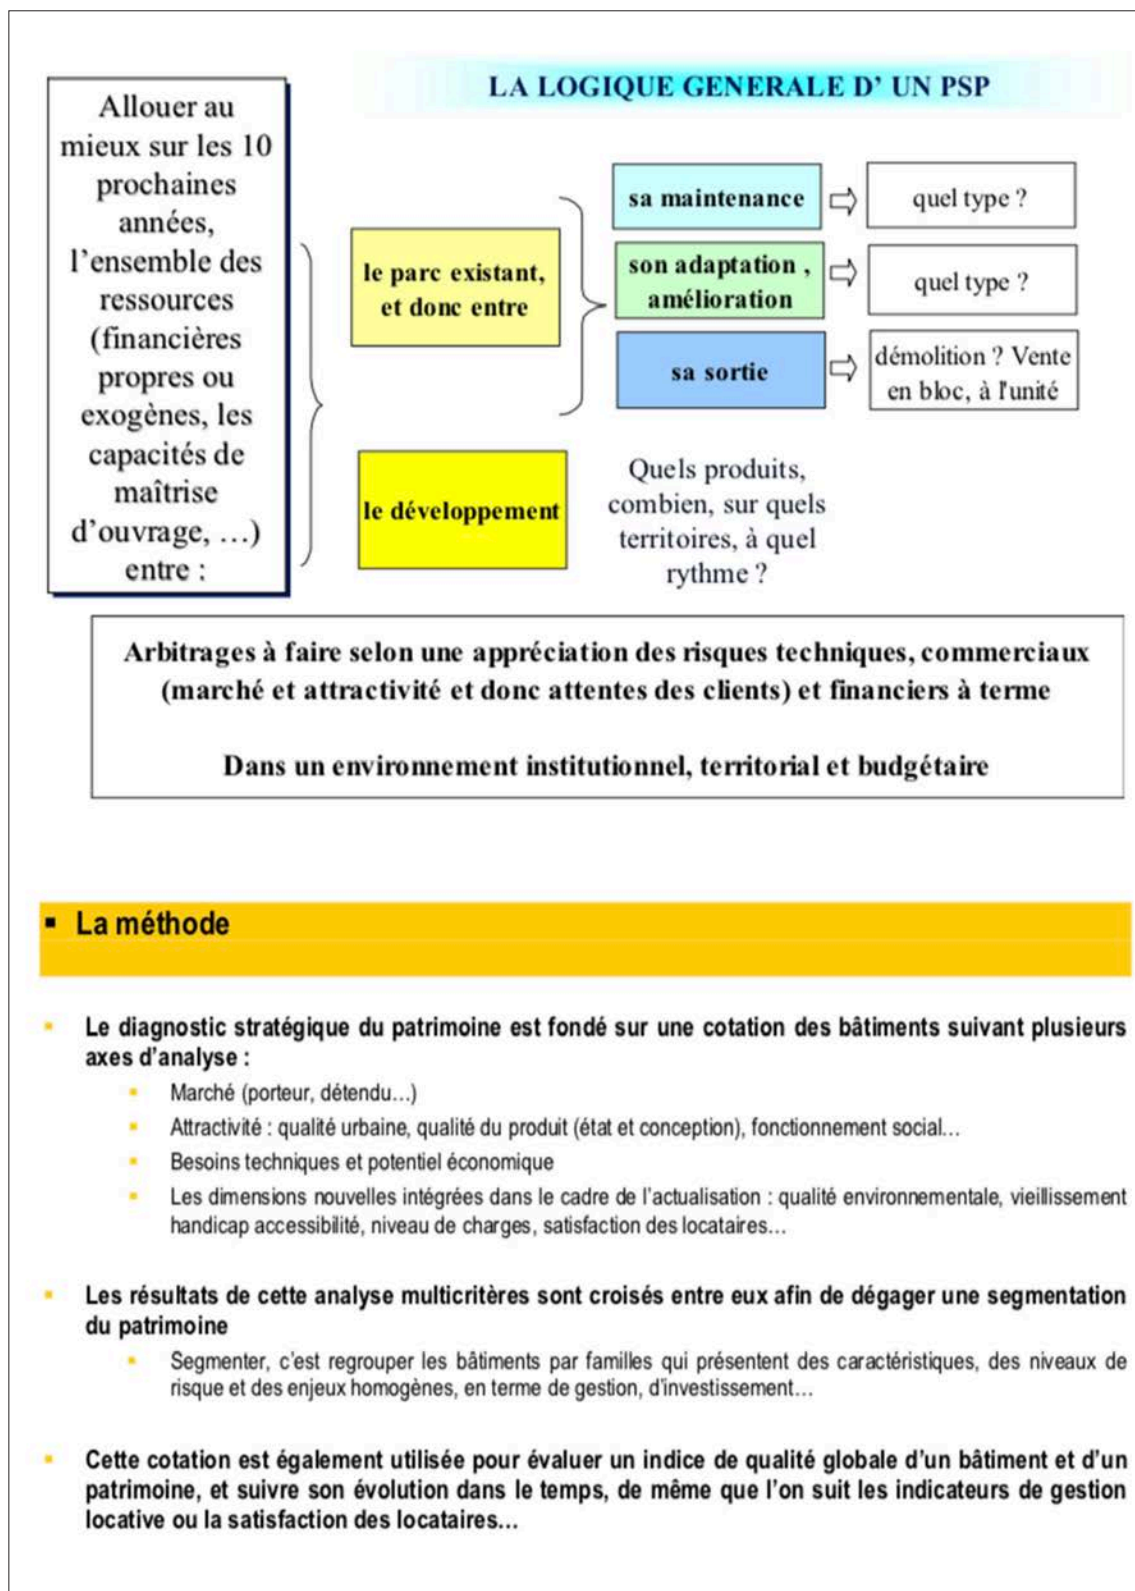 LA LOGIQUE GENERALE D' UN PSP
Allouer au
mieux sur les 10
prochaines
années,
l'ensemble des
ressources
(financières
propres ou
exogènes, les
capacités de
maîtrise
d'ouvrage, …)
entre :
le parc existant,
et donc entre
sa maintenance
quel type ?
son adaptation ,
amélioration
quel type ?
sa sortie
démolition ? Vente
en bloc, à l'unité
le développement
Quels produits,
combien, sur quels
territoires, à quel
rythme ?
Arbitrages à faire selon une appréciation des risques techniques, commerciaux
(marché et attractivité et donc attentes des clients) et financiers à terme
Dans un environnement institutionnel, territorial et budgétaire
▪ La méthode
▪ Le diagnostic stratégique du patrimoine est fondé sur une cotation des bâtiments suivant plusieurs
axes d'analyse :
▪ Marché (porteur, détendu…)
▪ Attractivité : qualité urbaine, qualité du produit (état et conception), fonctionnement social…
▪ Besoins techniques et potentiel économique
▪ Les dimensions nouvelles intégrées dans le cadre de l'actualisation : qualité environnementale, vieillissement
handicap accessibilité, niveau de charges, satisfaction des locataires…
▪ Les résultats de cette analyse multicritères sont croisés entre eux afin de dégager une segmentation
du patrimoine
▪ Segmenter, c'est regrouper les bâtiments par familles qui présentent des caractéristiques, des niveaux de
risque et des enjeux homogènes, en terme de gestion, d'investissement…
▪ Cette cotation est également utilisée pour évaluer un indice de qualité globale d'un bâtiment et d'un
patrimoine, et suivre son évolution dans le temps, de même que l'on suit les indicateurs de gestion
locative ou la satisfaction des locataires…